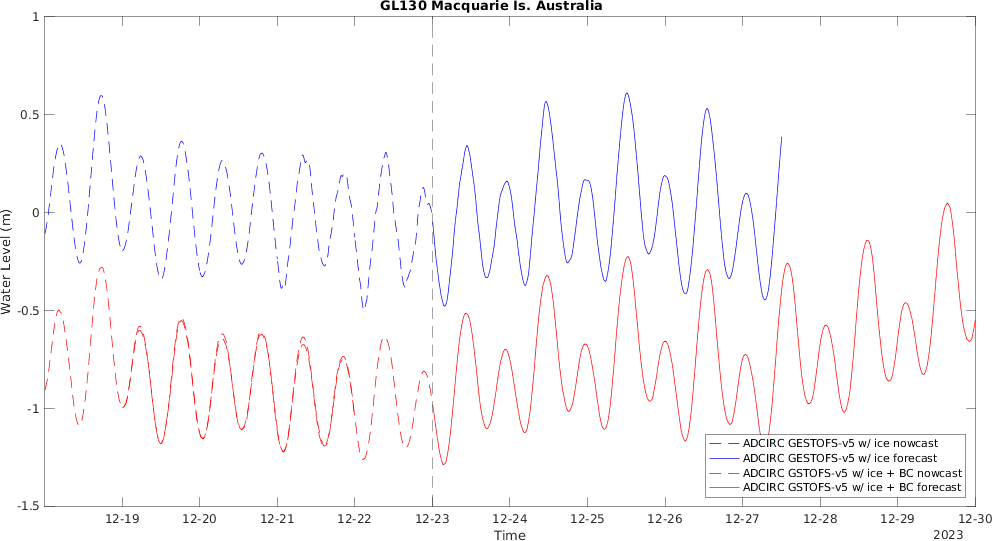 GL130 Macquarie Is. Australia
Water Level (m)
1
0.5
0
-0.5
-1
-1.5
ADCIRC GESTOFS-v5 w/ ice nowcast
ADCIRC GESTOFS-v5 w/ ice forecast
ADCIRC GSTOFS-v5 w/ ice + BC nowcast
ADCIRC GSTOFS-v5 w/ ice + BC forecast
12-19 12-20 12-21 12-22 12-23 12-24 12-25 12-26 12-27 12-28 12-29 12-30
Time
2023